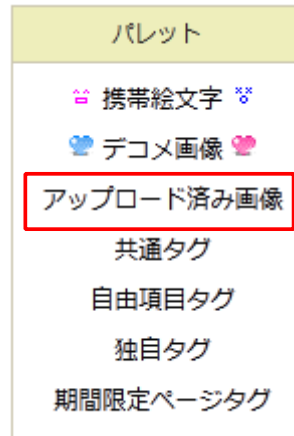 パレット
携帯絵文字
デコメ画像
アップロード済み画像
共通タグ
自由項目タグ
独自タグ
期間限定ページタグ